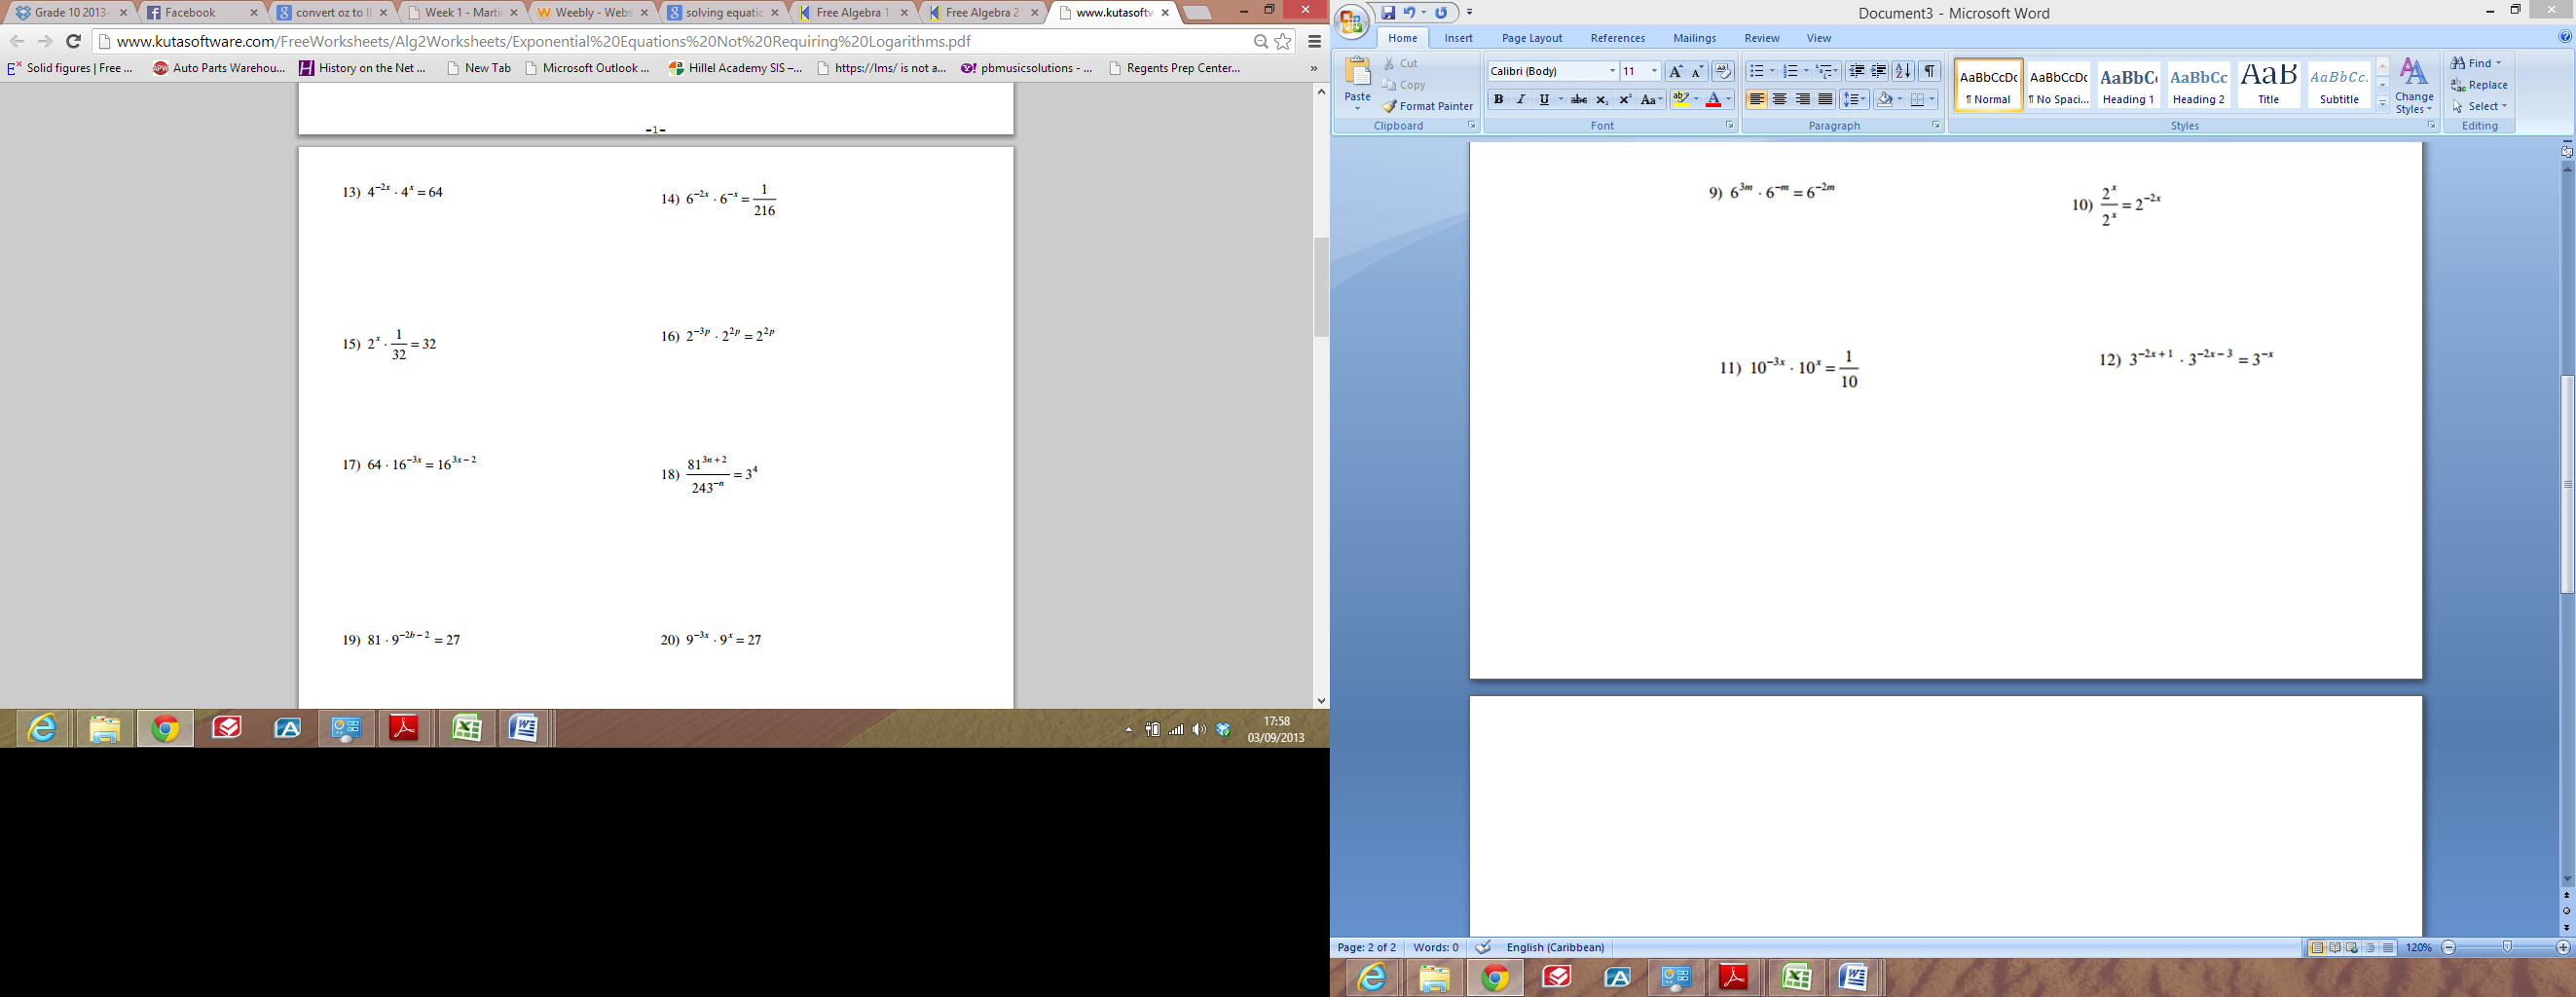 Grade 10 2013-
Facebook
convert oz to ll
Week 1 - Martin
Weebly - Webs
solving equatic
Free Algebra 1
Free Algebra 2
www.kutasoftw
www.kutasoftware.com/FreeWorksheets/Alg2Worksheets/Exponential%20Equations%20Not%20Requiring%20Logarithms.pdf
Solid figures | Free ...
Auto Parts Warehou...
History on the Net ...
New Tab
Microsoft Outlook ...
Hillel Academy SIS –...
https://lms/ is not a...
pbmusicsolutions - ...
Regents Prep Center...
»
-1-
13) 4^{-2x} · 4^x = 64
14) 6^{-2x} · 6^{-x} = 1/216
15) 2^x · 1/32 = 32
16) 2^{-3p} · 2^{2p} = 2^{2p}
17) 64 · 16^{-3x} = 16^{3x-2}
18) 81^{3n+2}/243^{-n} = 3^4
19) 81 · 9^{-2b-2} = 27
20) 9^{-3x} · 9^x = 27
17:58
03/09/2013
Document3 - Microsoft Word
Home Insert Page Layout References Mailings Review View
Paste
Cut
Copy
Format Painter
Clipboard
Calibri (Body) 11
B I U abc x₂ x² Aa
Font
Paragraph
AaBbCcDc AaBbCcDc AaBbC( AaBbCc AaB AaBbCc.
¶ Normal ¶ No Spaci... Heading 1 Heading 2 Title Subtitle
Change
Styles
Styles
Find
Replace
Select
Editing
9) 6^{3m} · 6^{-m} = 6^{-2m}
10) 2^x/2^x = 2^{-2x}
11) 10^{-3x} · 10^x = 1/10
12) 3^{-2x+1} · 3^{-2x-3} = 3^{-x}
Page: 2 of 2 Words: 0 English (Caribbean) 120%